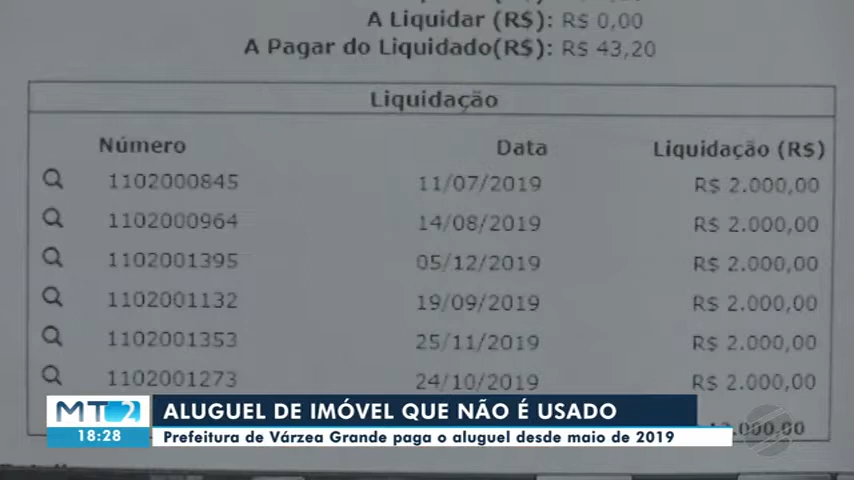 A Liquidar (R$): R$ 0,00
A Pagar do Liquidado(R$): R$ 43,20
Liquidação
Número Data Liquidação (R$)
1102000845 11/07/2019 R$ 2.000,00
1102000964 14/08/2019 R$ 2.000,00
1102001395 05/12/2019 R$ 2.000,00
1102001132 19/09/2019 R$ 2.000,00
1102001353 25/11/2019 R$ 2.000,00
1102001273 24/10/2019 R$ 2.000,00
MT2 ALUGUEL DE IMÓVEL QUE NÃO É USADO
18:28 Prefeitura de Várzea Grande paga o aluguel desde maio de 2019